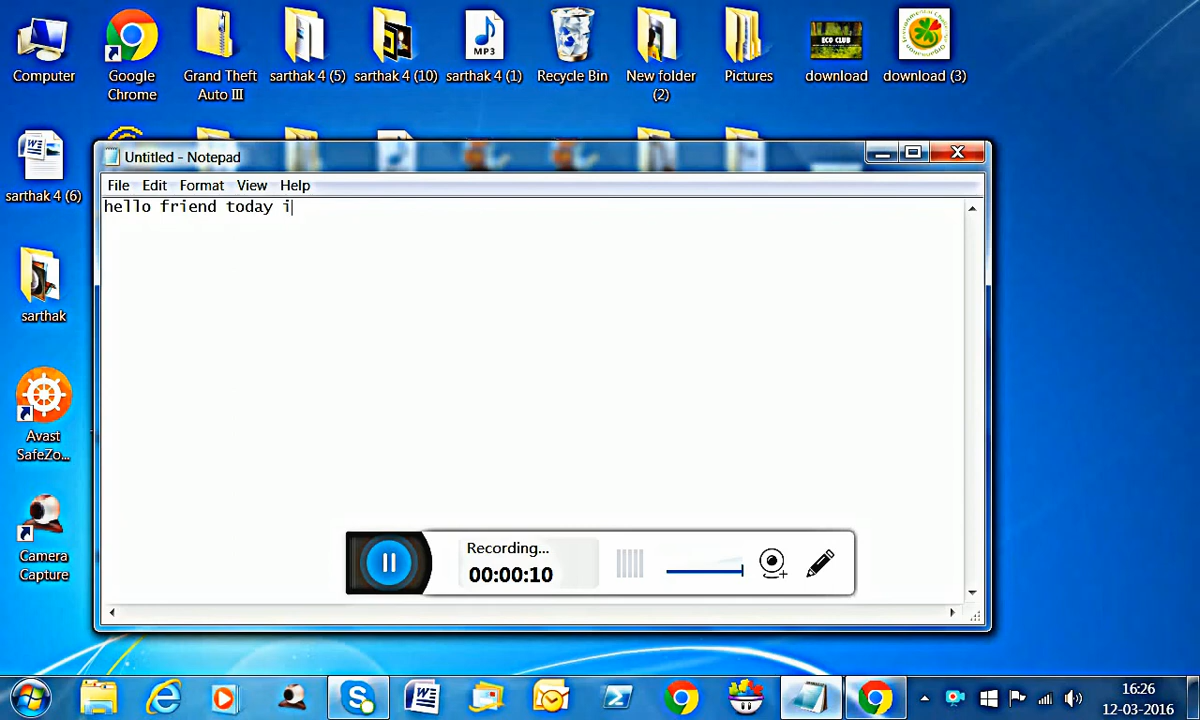 Computer
Google
Chrome
Grand Theft
Auto III
sarthak 4 (5)
sarthak 4 (10)
MP3
sarthak 4 (1)
Recycle Bin
New folder
(2)
Pictures
ECO CLUB
download
download (3)
sarthak 4 (6)
sarthak
Avast
SafeZo...
Camera
Capture
Untitled - Notepad
File Edit Format View Help
hello friend today i
Recording...
00:00:10
16:26
12-03-2016